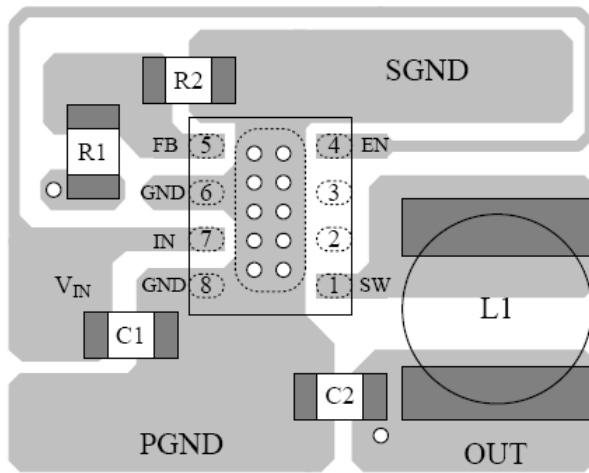 R2
SGND
R1
FB 5 4 EN
GND 6 3
IN 7 2
V_IN GND 8 1 SW
L1
C1
C2
PGND
OUT